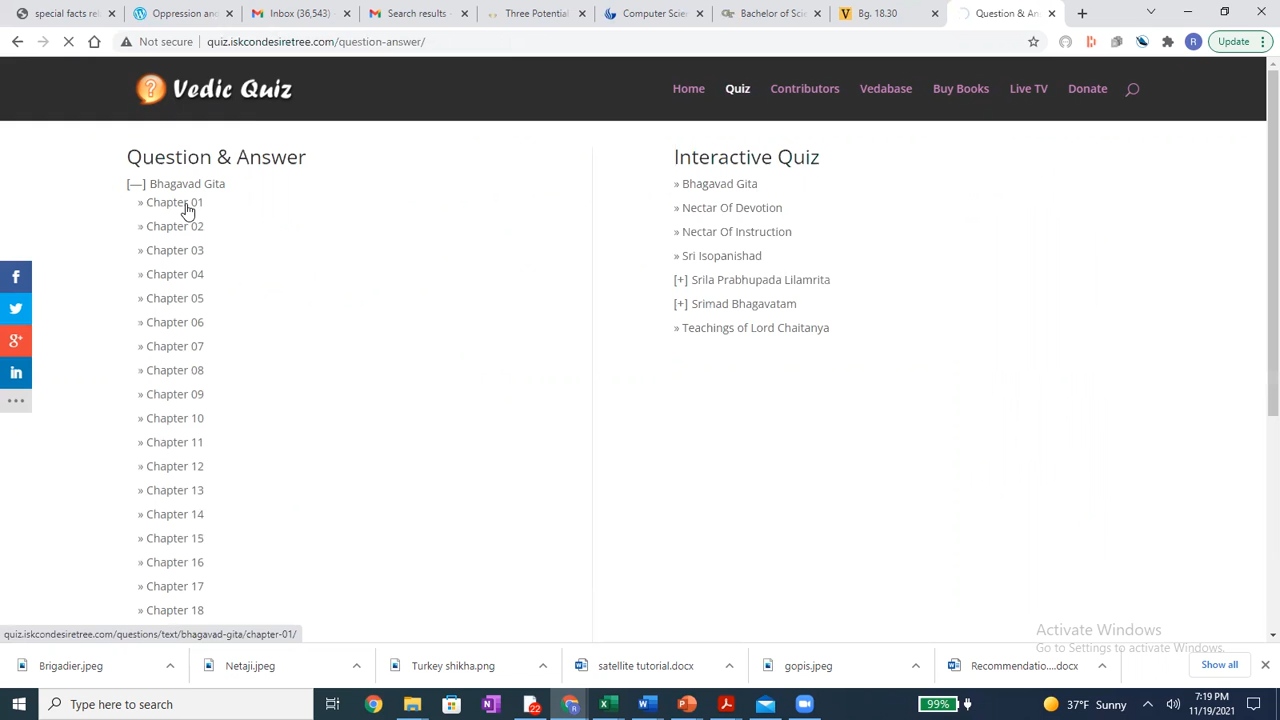 special facts rel
Oppression and
Inbox (36,543)
Search results -
Three Potential
Computer Scien
Bachelor of Scie
Bg. 18.30
Question & Ans
Not secure
quiz.iskcondesiretree.com/question-answer/
R
Update
Vedic Quiz
Home
Quiz
Contributors
Vedabase
Buy Books
Live TV
Donate
Question & Answer
[—] Bhagavad Gita
» Chapter 01
» Chapter 02
» Chapter 03
» Chapter 04
» Chapter 05
» Chapter 06
» Chapter 07
» Chapter 08
» Chapter 09
» Chapter 10
» Chapter 11
» Chapter 12
» Chapter 13
» Chapter 14
» Chapter 15
» Chapter 16
» Chapter 17
» Chapter 18
Interactive Quiz
» Bhagavad Gita
» Nectar Of Devotion
» Nectar Of Instruction
» Sri Isopanishad
[+] Srila Prabhupada Lilamrita
[+] Srimad Bhagavatam
» Teachings of Lord Chaitanya
quiz.iskcondesiretree.com/questions/text/bhagavad-gita/chapter-01/
Activate Windows
Go to Settings to activate Windows.
Brigadier.jpeg
Netaji.jpeg
Turkey shikha.png
satellite tutorial.docx
gopis.jpeg
Recommendatio....docx
Show all
Type here to search
22
99%
37°F Sunny
7:19 PM
11/19/2021